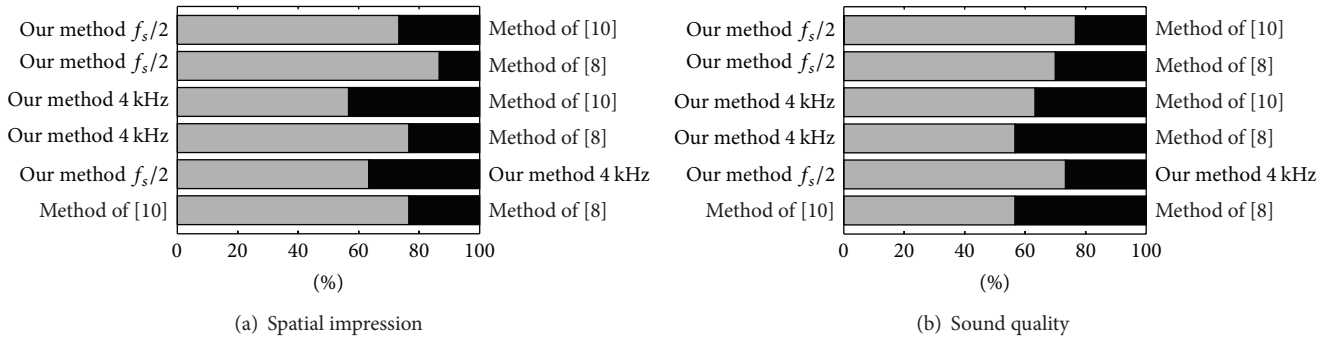 Our method f_s/2 Method of [10]
Our method f_s/2 Method of [8]
Our method 4 kHz Method of [10]
Our method 4 kHz Method of [8]
Our method f_s/2 Our method 4 kHz
Method of [10] Method of [8]
0 20 40 60 80 100
(%)
(a) Spatial impression
Our method f_s/2 Method of [10]
Our method f_s/2 Method of [8]
Our method 4 kHz Method of [10]
Our method 4 kHz Method of [8]
Our method f_s/2 Our method 4 kHz
Method of [10] Method of [8]
0 20 40 60 80 100
(%)
(b) Sound quality